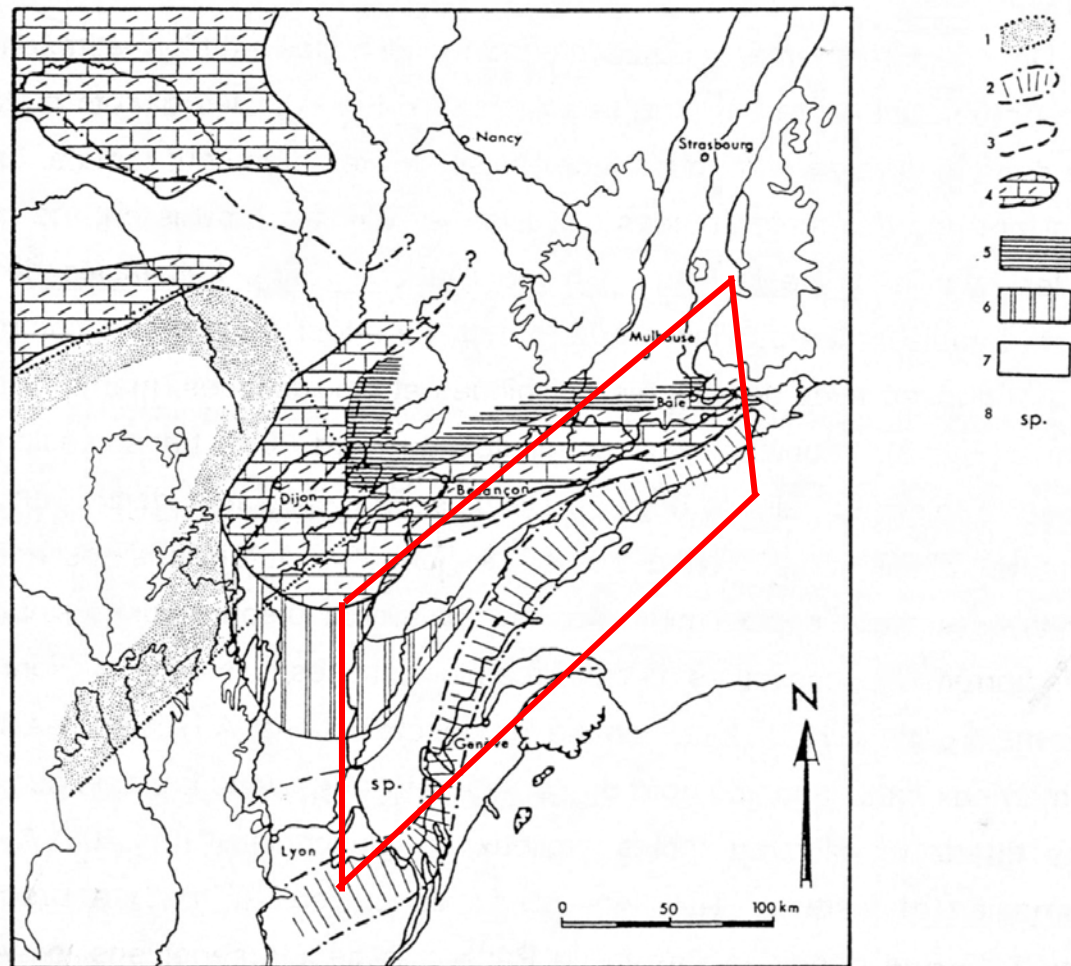 Nancy
Strasbourg
?
?
Mulhouse
Bâle
Besançon
Dijon
Genève
sp.
Lyon
N
0 50 100 km
1
2
3
4
5
6
7
8 sp.